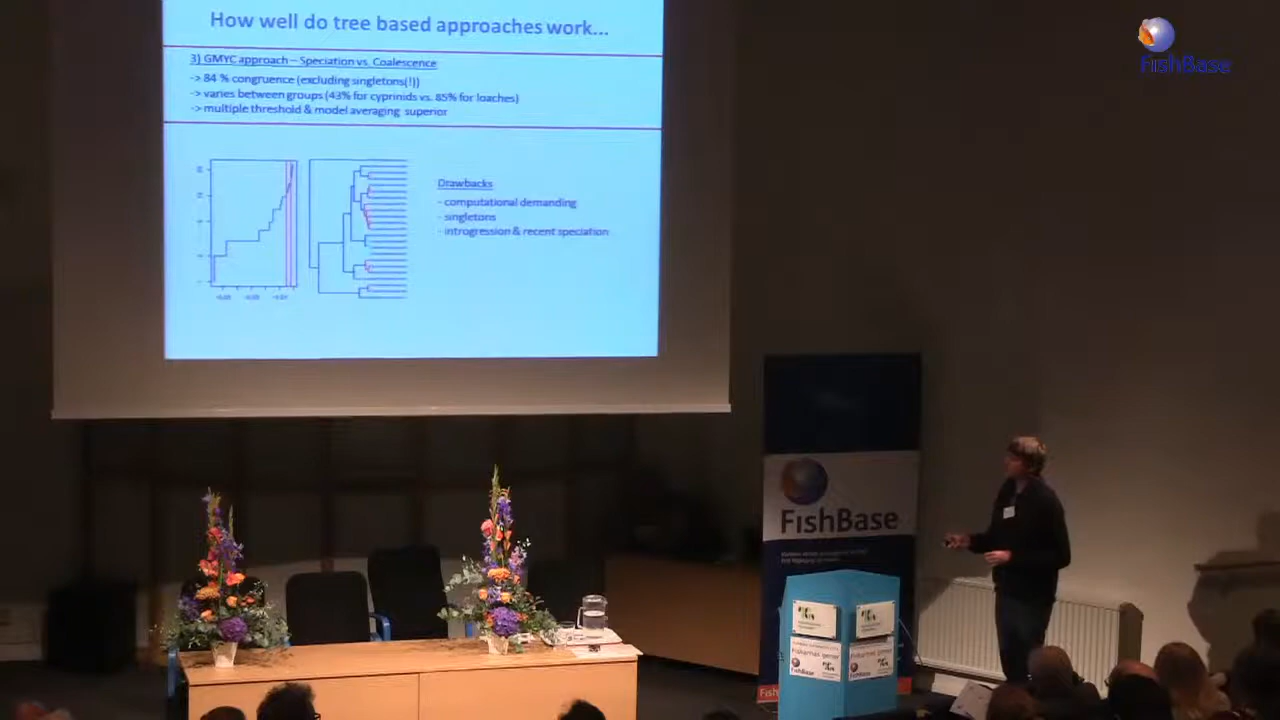 How well do tree based approaches work...
3) GMYC approach – Speciation vs. Coalescence
-> 84 % congruence (excluding singletons(!))
-> varies between groups (43% for cyprinids vs. 85% for loaches)
-> multiple threshold & model averaging superior
Drawbacks
- computational demanding
- singletons
- introgression & recent speciation
FishBase
FishBase
Fish